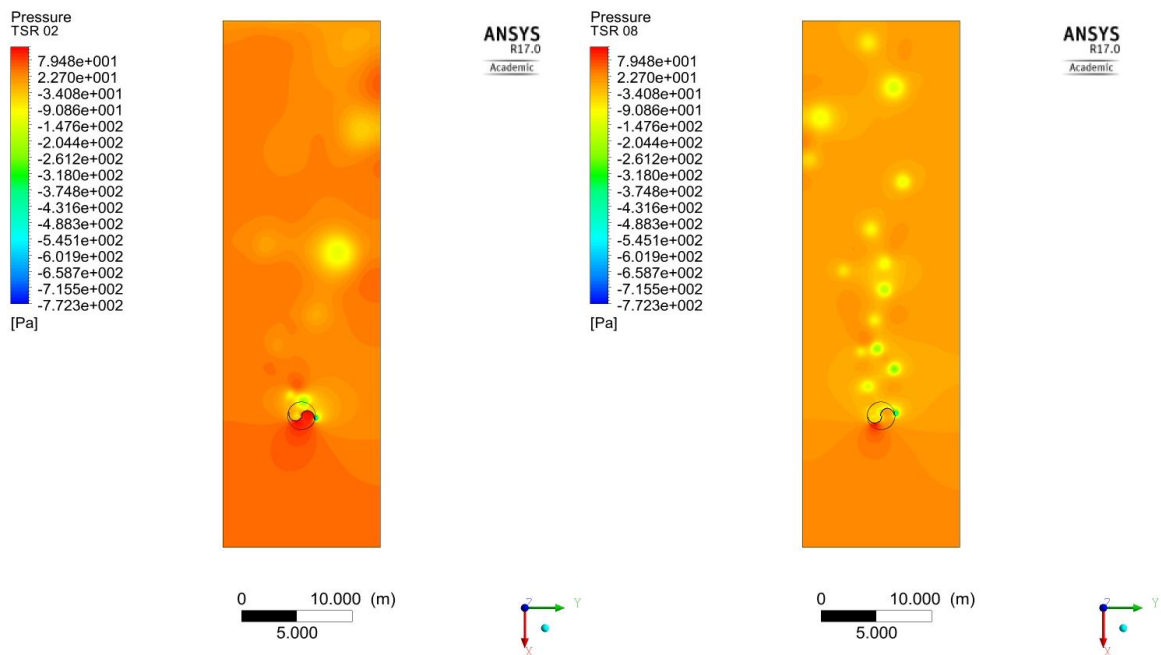 Pressure
TSR 02
7.948e+001
2.270e+001
-3.408e+001
-9.086e+001
-1.476e+002
-2.044e+002
-2.612e+002
-3.180e+002
-3.748e+002
-4.316e+002
-4.883e+002
-5.451e+002
-6.019e+002
-6.587e+002
-7.155e+002
-7.723e+002
[Pa]
ANSYS
R17.0
Academic
0 10.000 (m)
5.000
Z Y
X
Pressure
TSR 08
7.948e+001
2.270e+001
-3.408e+001
-9.086e+001
-1.476e+002
-2.044e+002
-2.612e+002
-3.180e+002
-3.748e+002
-4.316e+002
-4.883e+002
-5.451e+002
-6.019e+002
-6.587e+002
-7.155e+002
-7.723e+002
[Pa]
ANSYS
R17.0
Academic
0 10.000 (m)
5.000
Z Y
X